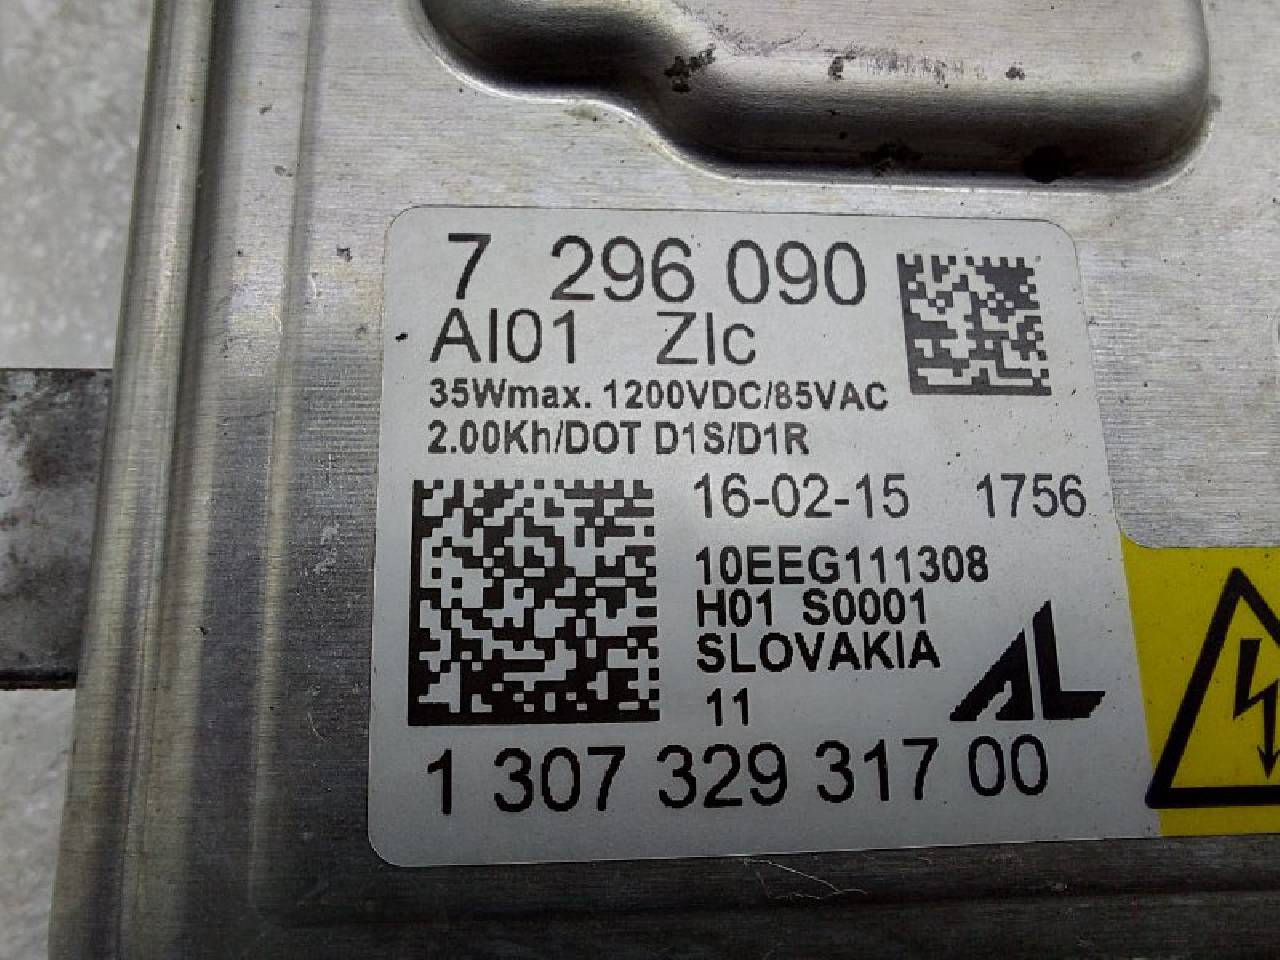 7 296 090
AI01 ZIc
35Wmax. 1200VDC/85VAC
2.00Kh/DOT D1S/D1R
16-02-15 1756
10EEG111308
H01 S0001
SLOVAKIA
11
AL
1 307 329 317 00